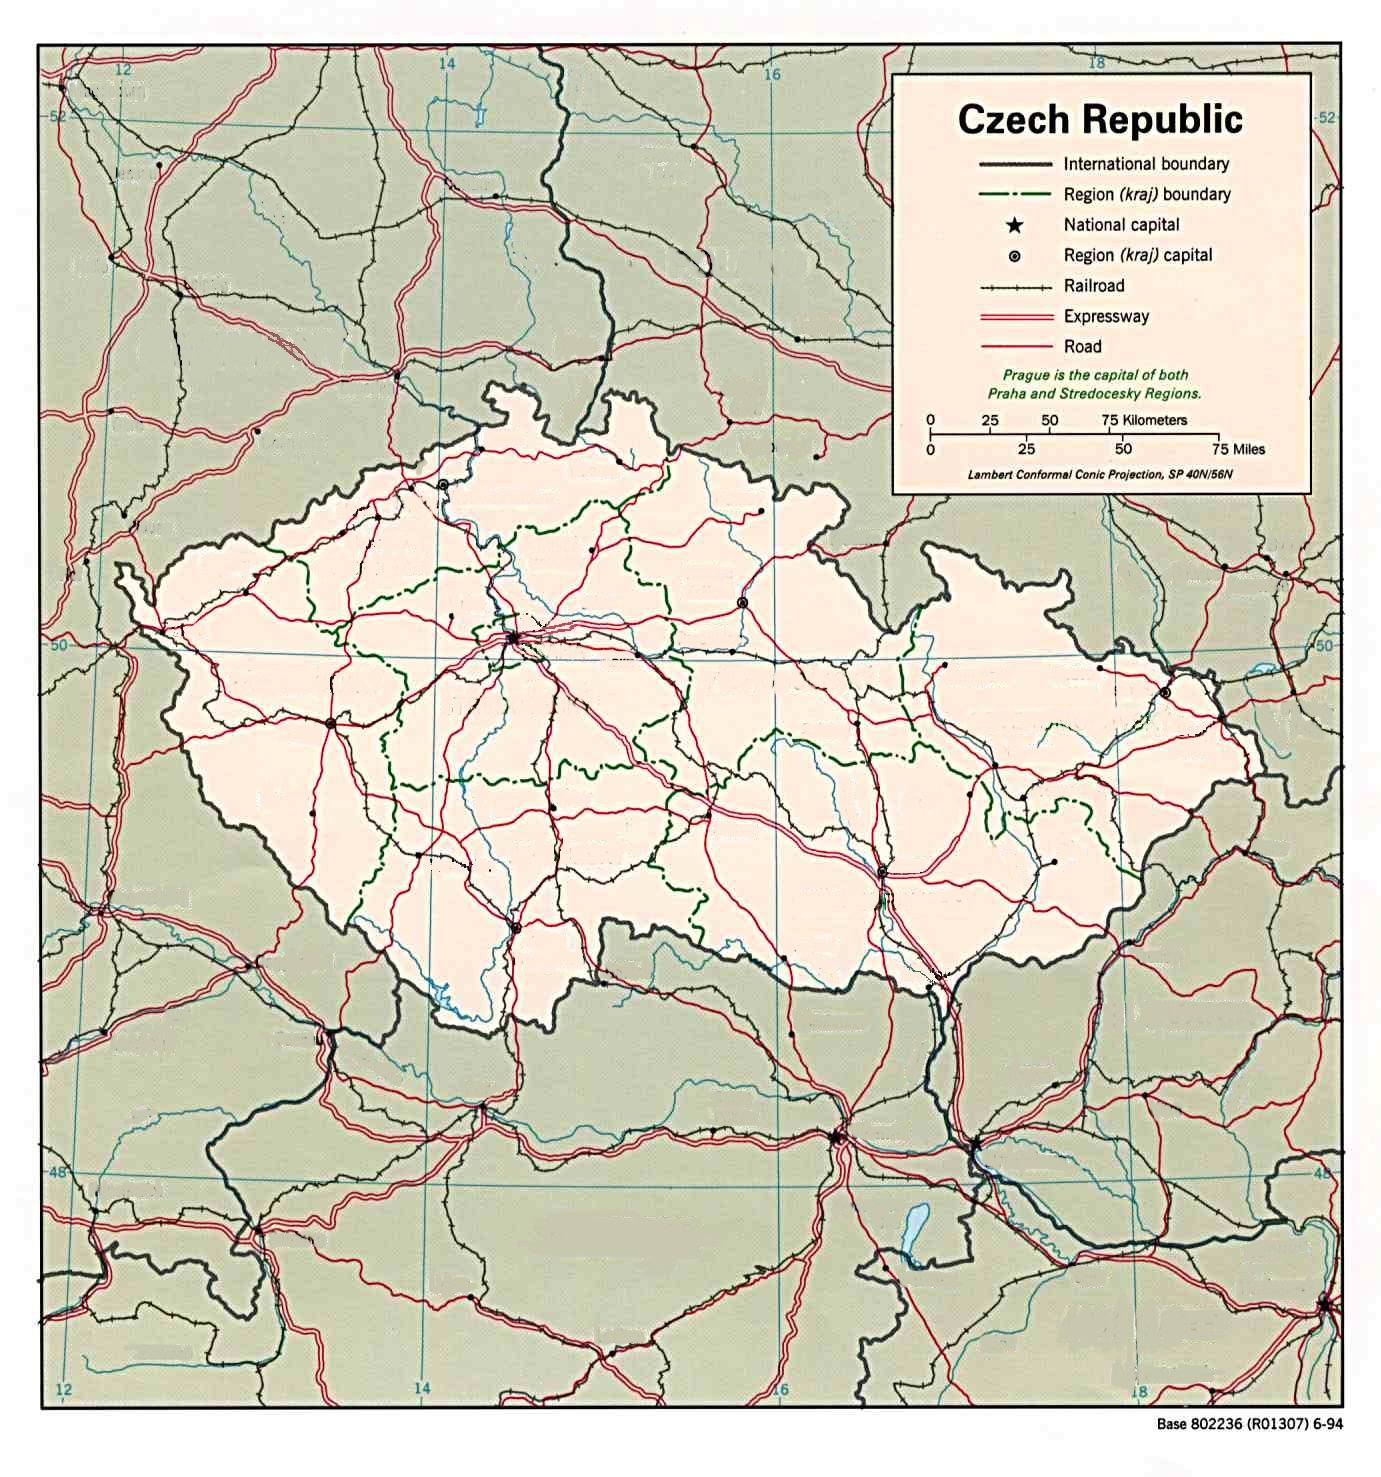 12
14
16
18
52
52
Czech Republic
International boundary
Region (kraj) boundary
National capital
Region (kraj) capital
Railroad
Expressway
Road
Prague is the capital of both
Praha and Stredocesky Regions.
0 25 50 75 Kilometers
0 25 50 75 Miles
Lambert Conformal Conic Projection, SP 40N/56N
50
50
48
48
12
14
16
18
Base 802236 (R01307) 6-94